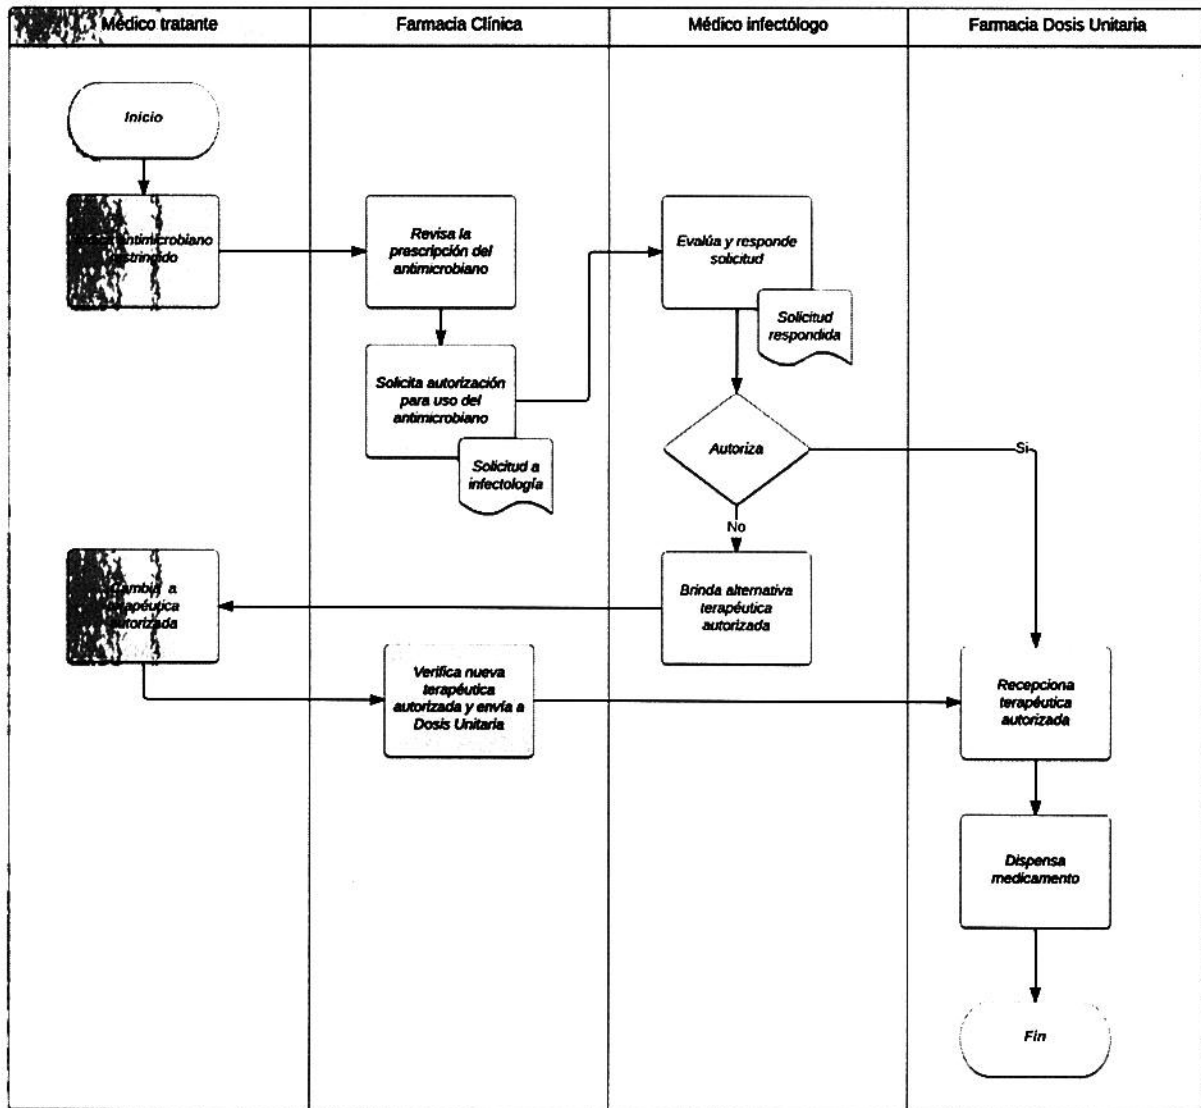 Médico tratante
Farmacia Clínica
Médico infectólogo
Farmacia Dosis Unitaria
Inicio
antimicrobiano
Revisa la
prescripción del
antimicrobiano
Evalúa y responde
solicitud
Solicitud
respondida
Solicita autorización
para uso del
antimicrobiano
Solicitud a
infectología
Autoriza
Si
No
Cambia a
terapéutica
autorizada
Brinda alternativa
terapéutica
autorizada
Verifica nueva
terapéutica
autorizada y envía a
Dosis Unitaria
Recepciona
terapéutica
autorizada
Dispensa
medicamento
Fin